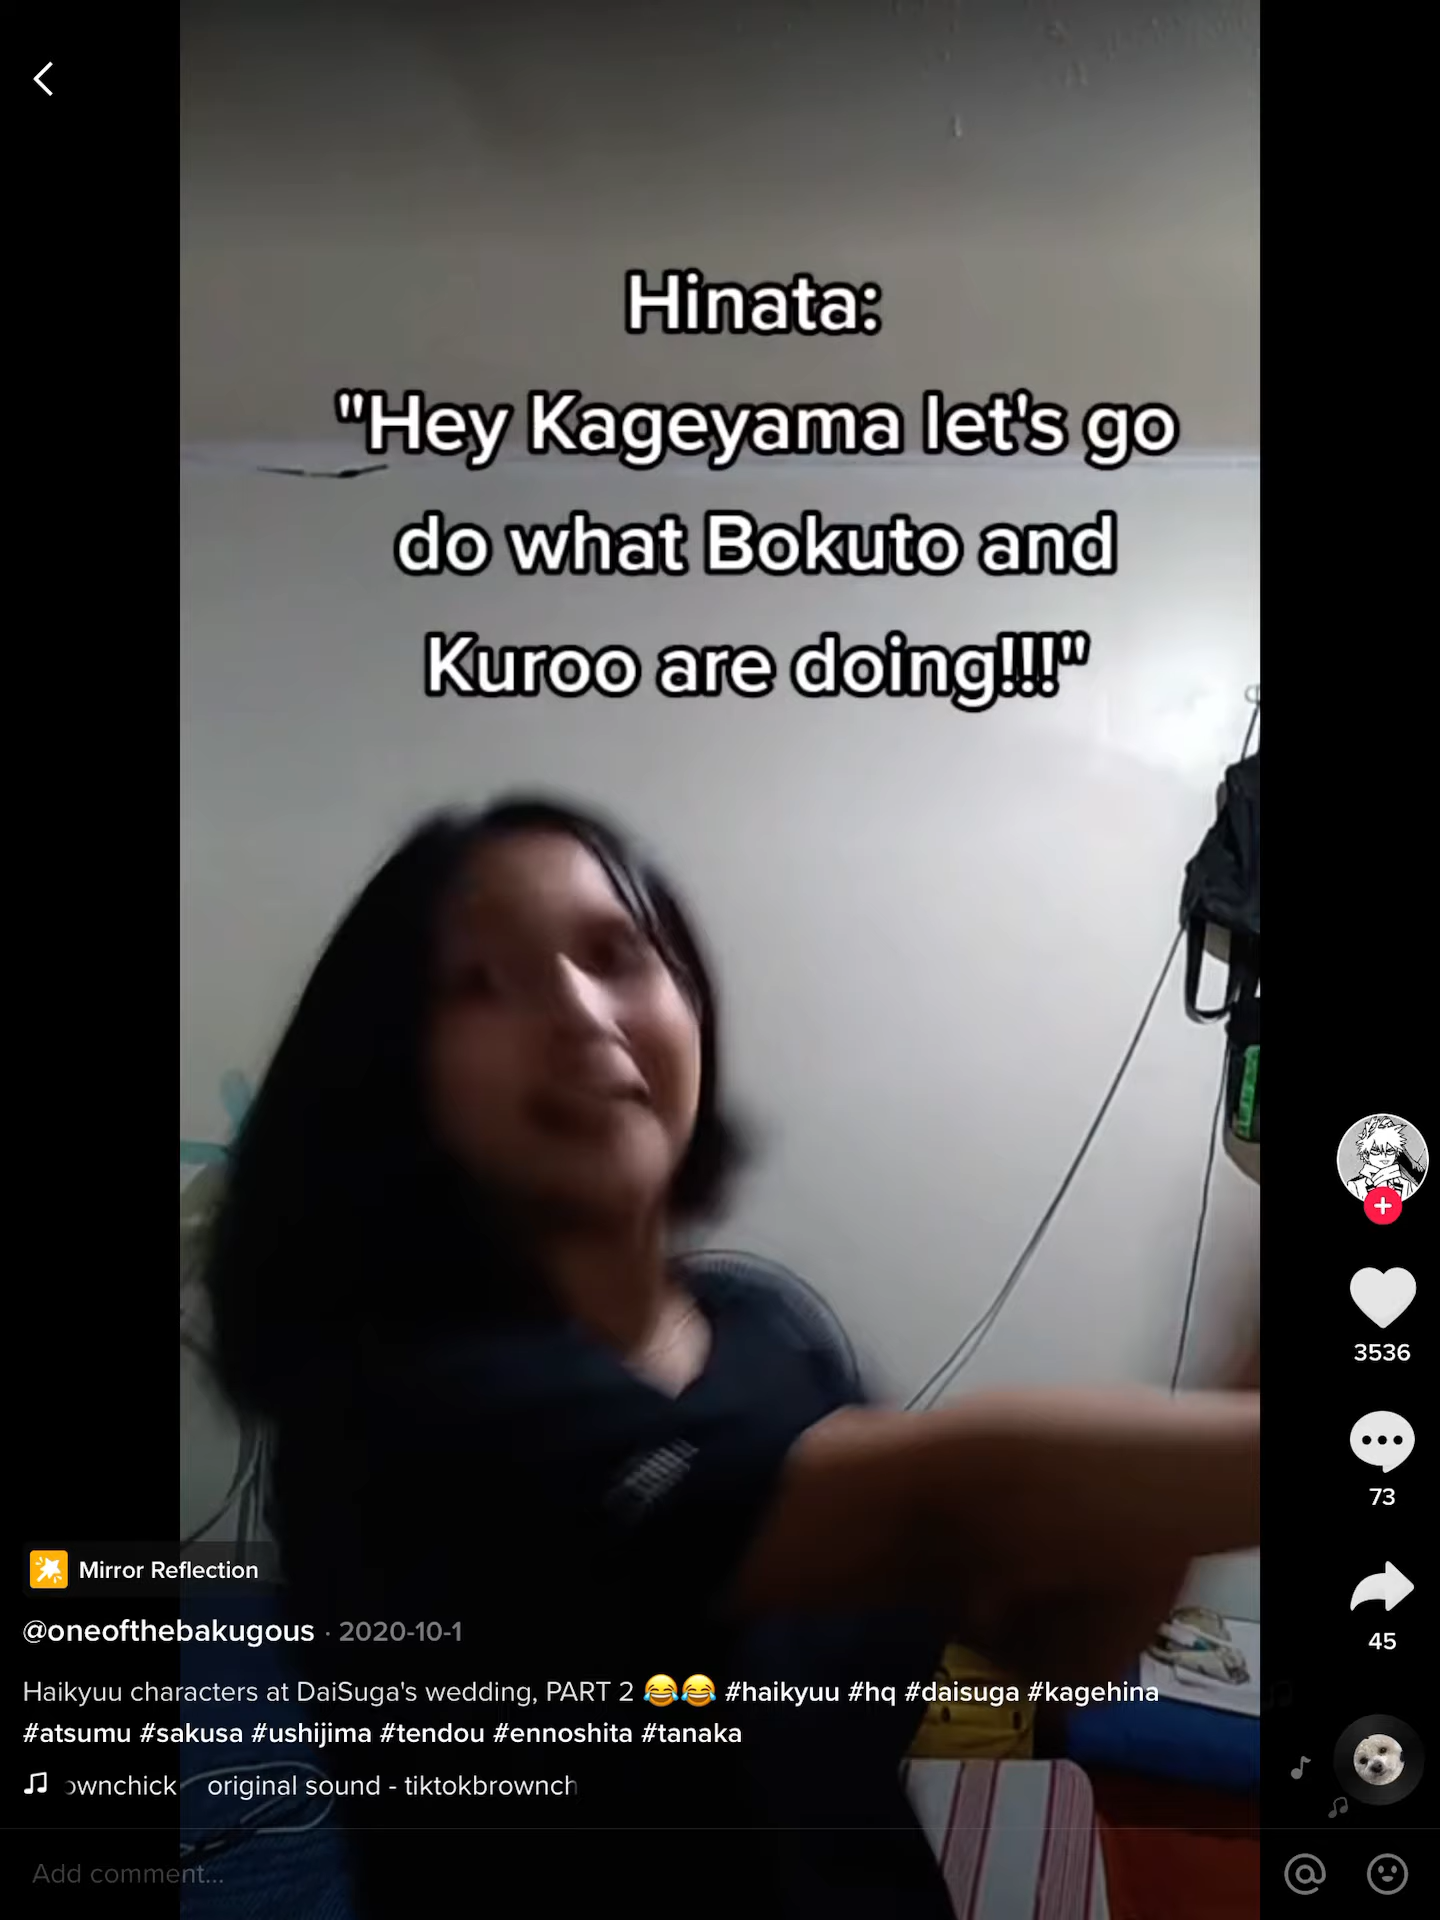 Hinata:
"Hey Kageyama let's go
do what Bokuto and
Kuroo are doing!!!"
3536
73
45
Mirror Reflection
@oneofthebakugous · 2020-10-1
Haikyuu characters at DaiSuga's wedding, PART 2 😂😂 #haikyuu #hq #daisuga #kagehina
#atsumu #sakusa #ushijima #tendou #ennoshita #tanaka
ownchick original sound - tiktokbrownch
Add comment...